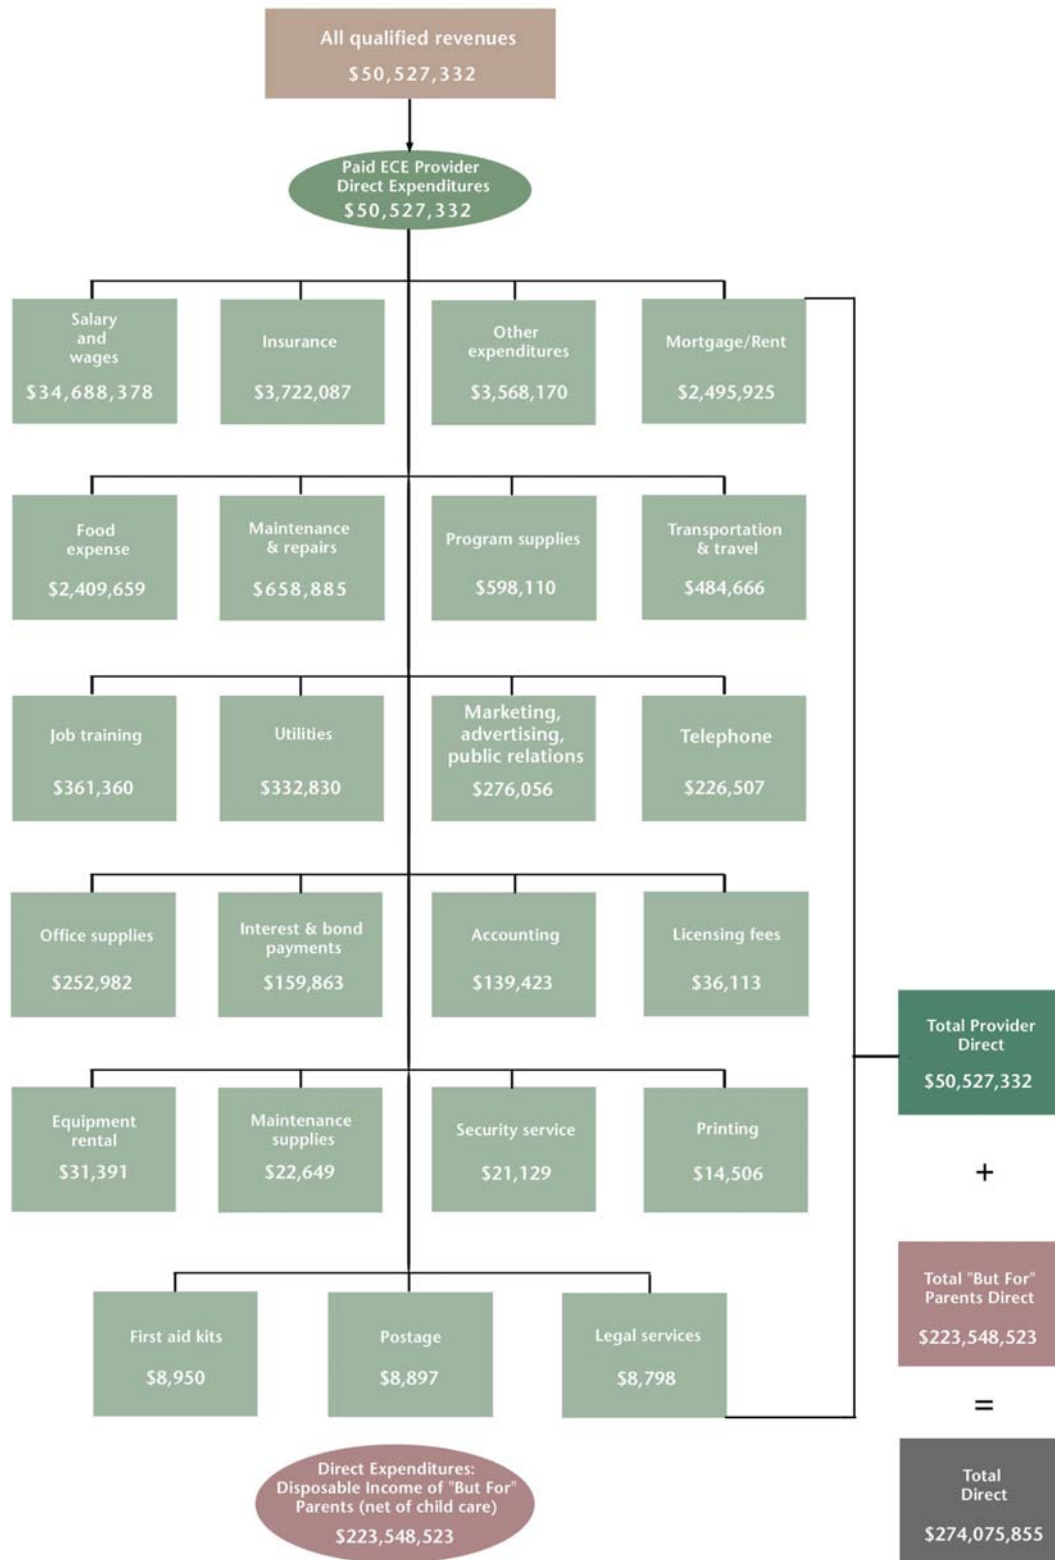 All qualified revenues
$50,527,332
Paid ECE Provider
Direct Expenditures
$50,527,332
Salary
and
wages
$34,688,378
Insurance
$3,722,087
Other
expenditures
$3,568,170
Mortgage/Rent
$2,495,925
Food
expense
$2,409,659
Maintenance
& repairs
$658,885
Program supplies
$598,110
Transportation
& travel
$484,666
Job training
$361,360
Utilities
$332,830
Marketing,
advertising,
public relations
$276,056
Telephone
$226,507
Office supplies
$252,982
Interest & bond
payments
$159,863
Accounting
$139,423
Licensing fees
$36,113
Equipment
rental
$31,391
Maintenance
supplies
$22,649
Security service
$21,129
Printing
$14,506
First aid kits
$8,950
Postage
$8,897
Legal services
$8,798
Direct Expenditures:
Disposable Income of "But For"
Parents (net of child care)
$223,548,523
Total Provider
Direct
$50,527,332
+
Total "But For"
Parents Direct
$223,548,523
=
Total
Direct
$274,075,855